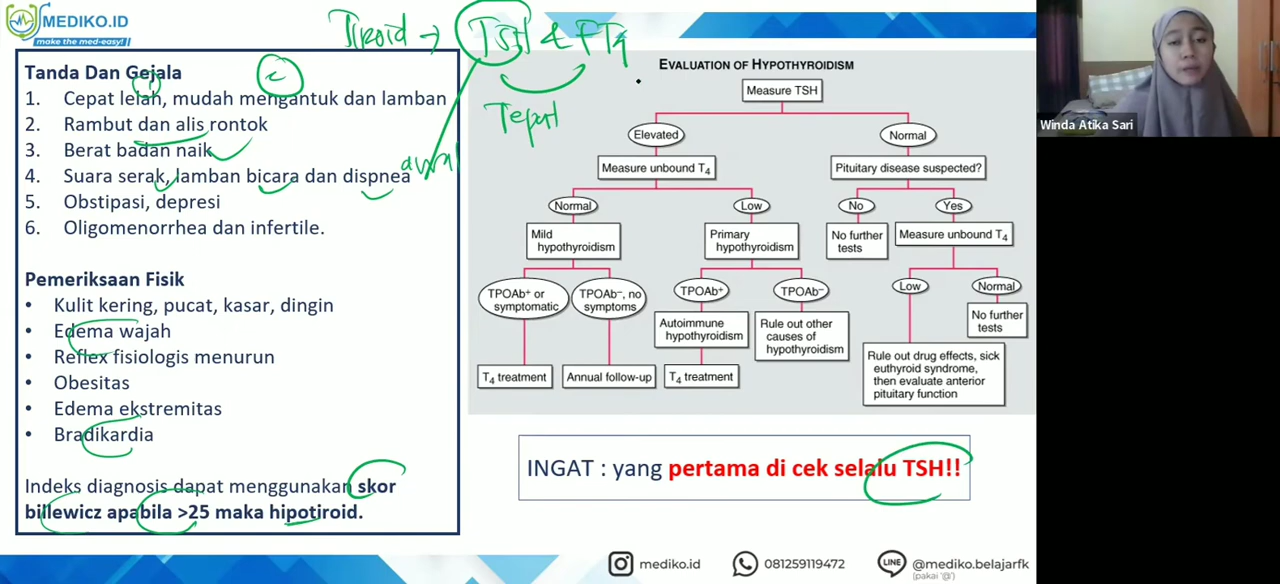 MEDIKO.ID
make the med-easy!
Tiroid → TSH & FT4
Tepat
awal
Tanda Dan Gejala
1. Cepat lelah, mudah mengantuk dan lamban
2. Rambut dan alis rontok
3. Berat badan naik
4. Suara serak, lamban bicara dan dispnea
5. Obstipasi, depresi
6. Oligomenorrhea dan infertile.
Pemeriksaan Fisik
• Kulit kering, pucat, kasar, dingin
• Edema wajah
• Reflex fisiologis menurun
• Obesitas
• Edema ekstremitas
• Bradikardia
Indeks diagnosis dapat menggunakan skor
billewicz apabila >25 maka hipotiroid.
EVALUATION OF HYPOTHYROIDISM
Measure TSH
Elevated
Normal
Measure unbound T4
Pituitary disease suspected?
Normal
Low
No
Yes
Mild
hypothyroidism
Primary
hypothyroidism
No further
tests
Measure unbound T4
TPOAb+ or
symptomatic
TPOAb–, no
symptoms
TPOAb+
TPOAb–
Low
Normal
Autoimmune
hypothyroidism
Rule out other
causes of
hypothyroidism
No further
tests
T4 treatment
Annual follow-up
T4 treatment
Rule out drug effects, sick
euthyroid syndrome,
then evaluate anterior
pituitary function
INGAT : yang pertama di cek selalu TSH!!
mediko.id
081259119472
LINE
@mediko.belajarfk
(pakai '@')
Winda Atika Sari